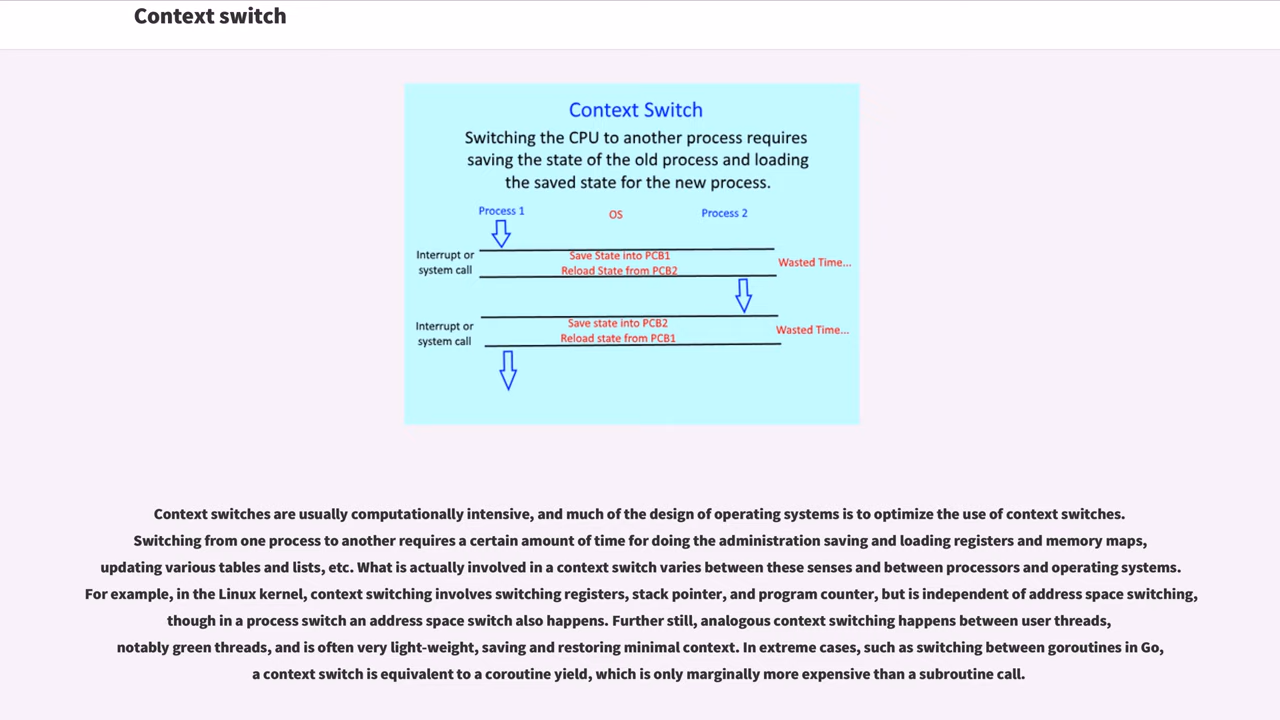 Context switch
Context Switch
Switching the CPU to another process requires
saving the state of the old process and loading
the saved state for the new process.
Process 1 OS Process 2
Interrupt or
system call
Save State into PCB1
Reload State from PCB2
Wasted Time...
Interrupt or
system call
Save state into PCB2
Reload state from PCB1
Wasted Time...
Context switches are usually computationally intensive, and much of the design of operating systems is to optimize the use of context switches.
Switching from one process to another requires a certain amount of time for doing the administration saving and loading registers and memory maps,
updating various tables and lists, etc. What is actually involved in a context switch varies between these senses and between processors and operating systems.
For example, in the Linux kernel, context switching involves switching registers, stack pointer, and program counter, but is independent of address space switching,
though in a process switch an address space switch also happens. Further still, analogous context switching happens between user threads,
notably green threads, and is often very light-weight, saving and restoring minimal context. In extreme cases, such as switching between goroutines in Go,
a context switch is equivalent to a coroutine yield, which is only marginally more expensive than a subroutine call.